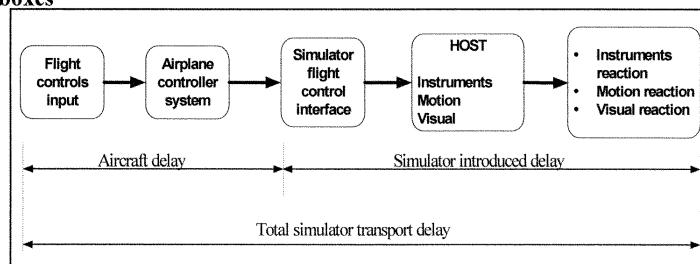 boxes
Flight
controls
input
Airplane
controller
system
Simulator
flight
control
interface
HOST
Instruments
Motion
Visual
• Instruments
reaction
• Motion reaction
• Visual reaction
Aircraft delay
Simulator introduced delay
Total simulator transport delay